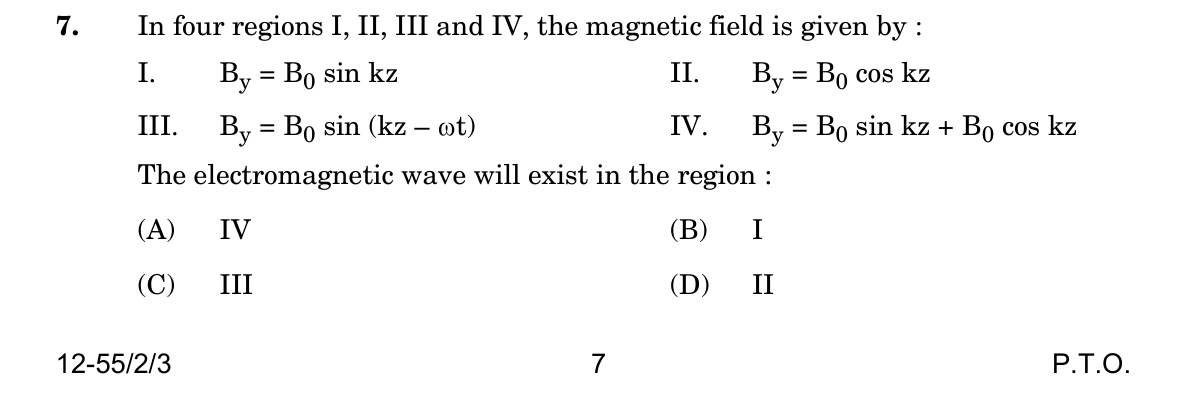 7. In four regions I, II, III and IV, the magnetic field is given by :
I. By = B0 sin kz II. By = B0 cos kz
III. By = B0 sin (kz – ωt) IV. By = B0 sin kz + B0 cos kz
The electromagnetic wave will exist in the region :
(A) IV (B) I
(C) III (D) II
12-55/2/3 7 P.T.O.